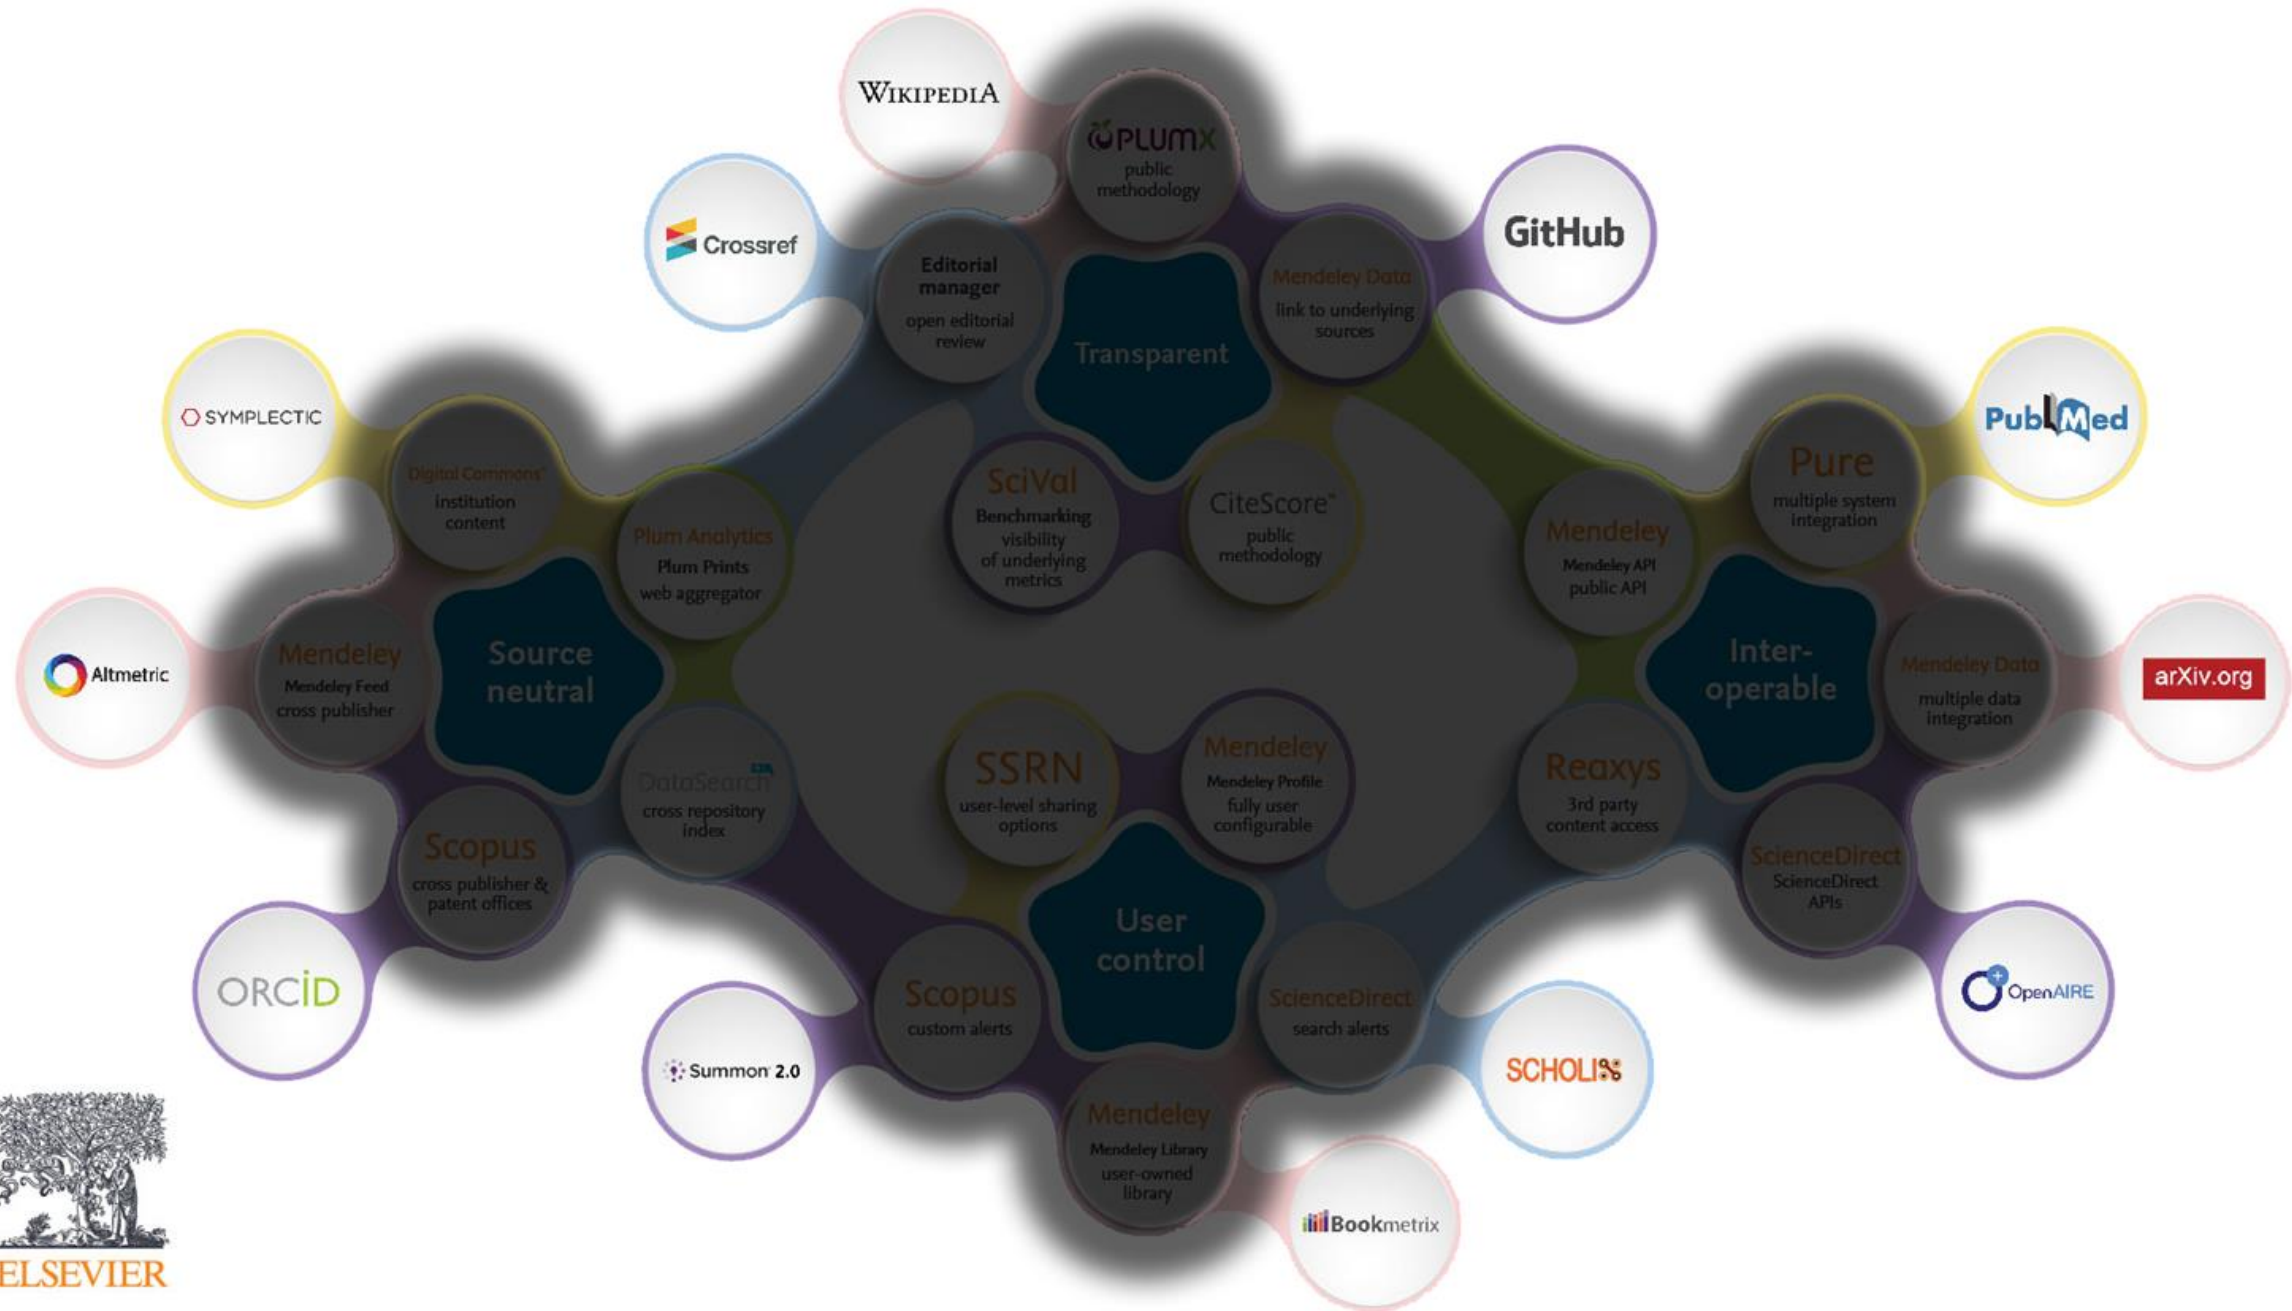 WIKIPEDIA
PLUMX
public
methodology
Crossref
GitHub
Editorial
manager
open editorial
review
Mendeley Data
link to underlying
sources
Transparent
SYMPLECTIC
PubMed
Digital Commons
institution
content
SciVal
Benchmarking
visibility
of underlying
metrics
CiteScore™
public
methodology
Pure
multiple system
integration
Plum Analytics
Plum Prints
web aggregator
Mendeley
Mendeley API
public API
Altmetric
Mendeley
Mendeley Feed
cross publisher
Source
neutral
Inter-
operable
Mendeley Data
multiple data
integration
arXiv.org
DataSearch
cross repository
index
SSRN
user-level sharing
options
Mendeley
Mendeley Profile
fully user
configurable
Reaxys
3rd party
content access
Scopus
cross publisher &
patent offices
ScienceDirect
ScienceDirect
APIs
User
control
ORCID
Scopus
custom alerts
ScienceDirect
search alerts
OpenAIRE
Summon 2.0
SCHOLIX
Mendeley
Mendeley Library
user-owned
library
Bookmetrix
ELSEVIER